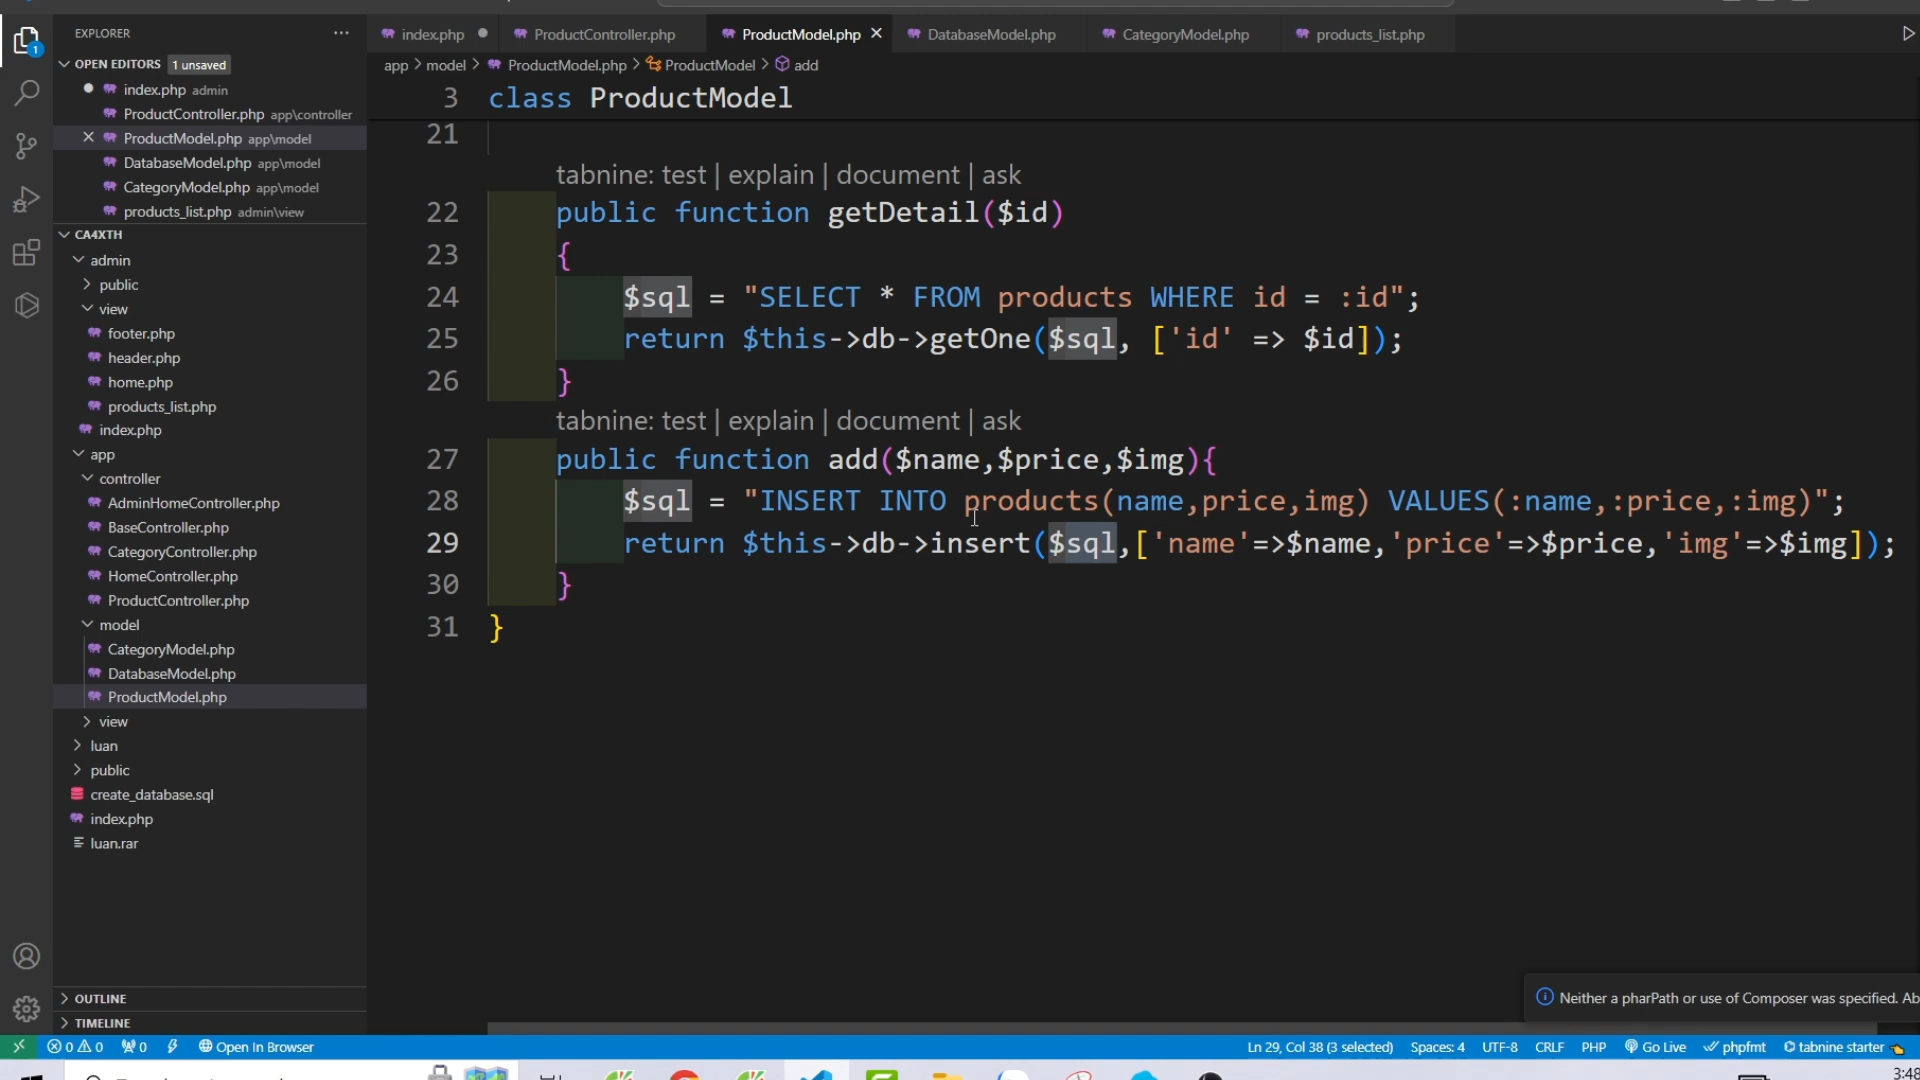 EXPLORER
OPEN EDITORS 1 unsaved
index.php admin
ProductController.php app\controller
ProductModel.php app\model
DatabaseModel.php app\model
CategoryModel.php app\model
products_list.php admin\view
CA4XTH
admin
public
view
footer.php
header.php
home.php
products_list.php
index.php
app
controller
AdminHomeController.php
BaseController.php
CategoryController.php
HomeController.php
ProductController.php
model
CategoryModel.php
DatabaseModel.php
ProductModel.php
view
luan
public
create_database.sql
index.php
luan.rar
OUTLINE
TIMELINE
index.php ProductController.php ProductModel.php DatabaseModel.php CategoryModel.php products_list.php
app > model > ProductModel.php > ProductModel > add
3 class ProductModel
21
tabnine: test | explain | document | ask
22 public function getDetail($id)
23 {
24 $sql = "SELECT * FROM products WHERE id = :id";
25 return $this->db->getOne($sql, ['id' => $id]);
26 }
tabnine: test | explain | document | ask
27 public function add($name,$price,$img){
28 $sql = "INSERT INTO products(name,price,img) VALUES(:name,:price,:img)";
29 return $this->db->insert($sql,['name'=>$name,'price'=>$price,'img'=>$img]);
30 }
31 }
Neither a pharPath or use of Composer was specified. Ab
0 0 0 Open In Browser Ln 29, Col 38 (3 selected) Spaces: 4 UTF-8 CRLF PHP Go Live phpfmt tabnine starter
3:48